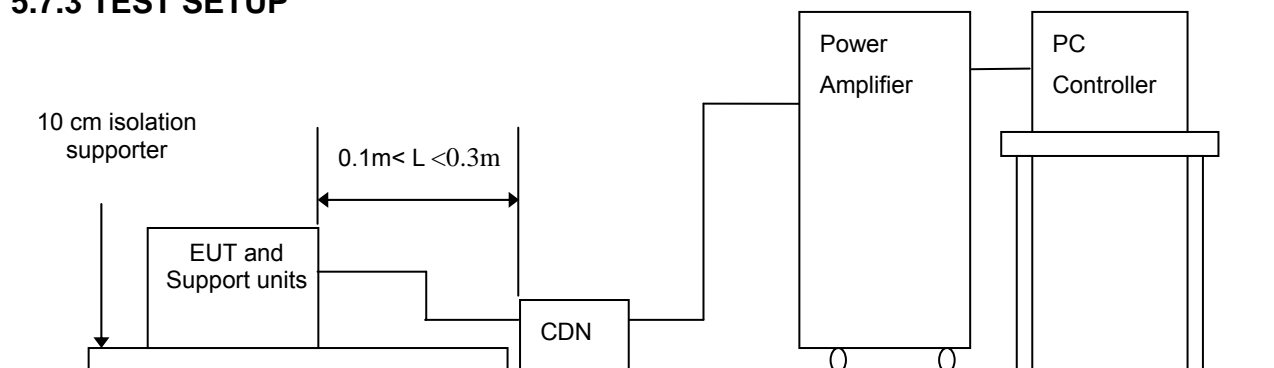 5.7.3 TEST SETUP
Power
Amplifier
PC
Controller
10 cm isolation
supporter
0.1m< L <0.3m
EUT and
Support units
CDN